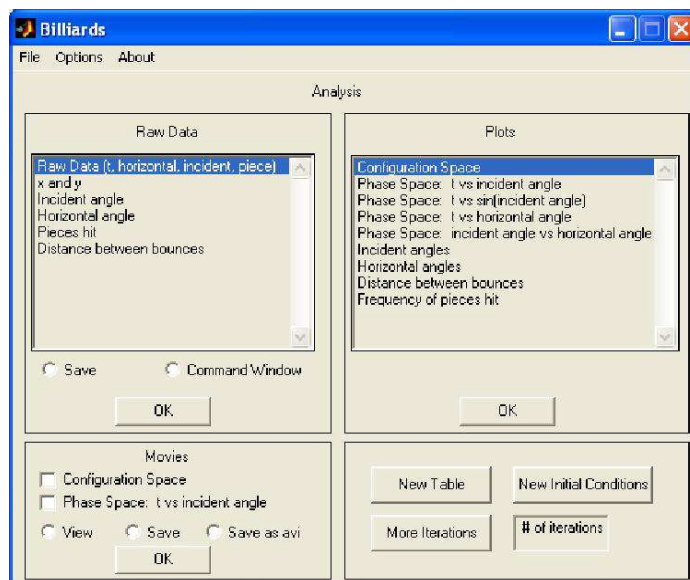 Billiards
File Options About
Analysis
Raw Data
Raw Data (t, horizontal, incident, piece)
x and y
Incident angle
Horizontal angle
Pieces hit
Distance between bounces
Save Command Window
OK
Plots
Configuration Space
Phase Space: t vs incident angle
Phase Space: t vs sin(incident angle)
Phase Space: t vs horizontal angle
Phase Space: incident angle vs horizontal angle
Incident angles
Horizontal angles
Distance between bounces
Frequency of pieces hit
OK
Movies
Configuration Space
Phase Space: t vs incident angle
View Save Save as avi
OK
New Table New Initial Conditions
More Iterations # of iterations